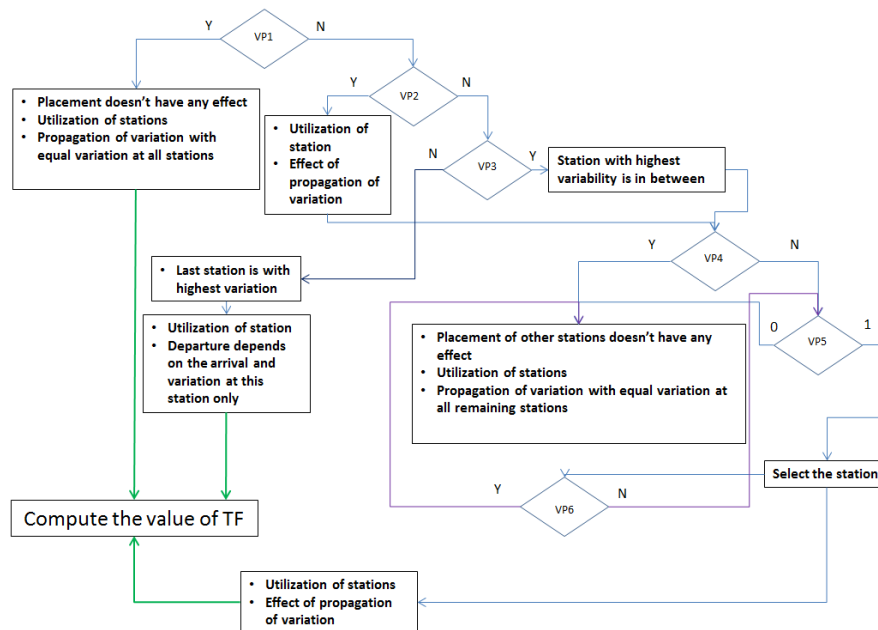 Y
VP1
N
• Placement doesn't have any effect
• Utilization of stations
• Propagation of variation with
equal variation at all stations
Y
VP2
N
• Utilization of
station
• Effect of
propagation of
variation
N
VP3
Y
Station with highest
variability is in between
Y
VP4
N
• Last station is with
highest variation
• Utilization of station
• Departure depends
on the arrival and
variation at this
station only
0
VP5
1
• Placement of other stations doesn't have any
effect
• Utilization of stations
• Propagation of variation with equal variation at
all remaining stations
Select the station
Y
VP6
N
Compute the value of TF
• Utilization of stations
• Effect of propagation
of variation